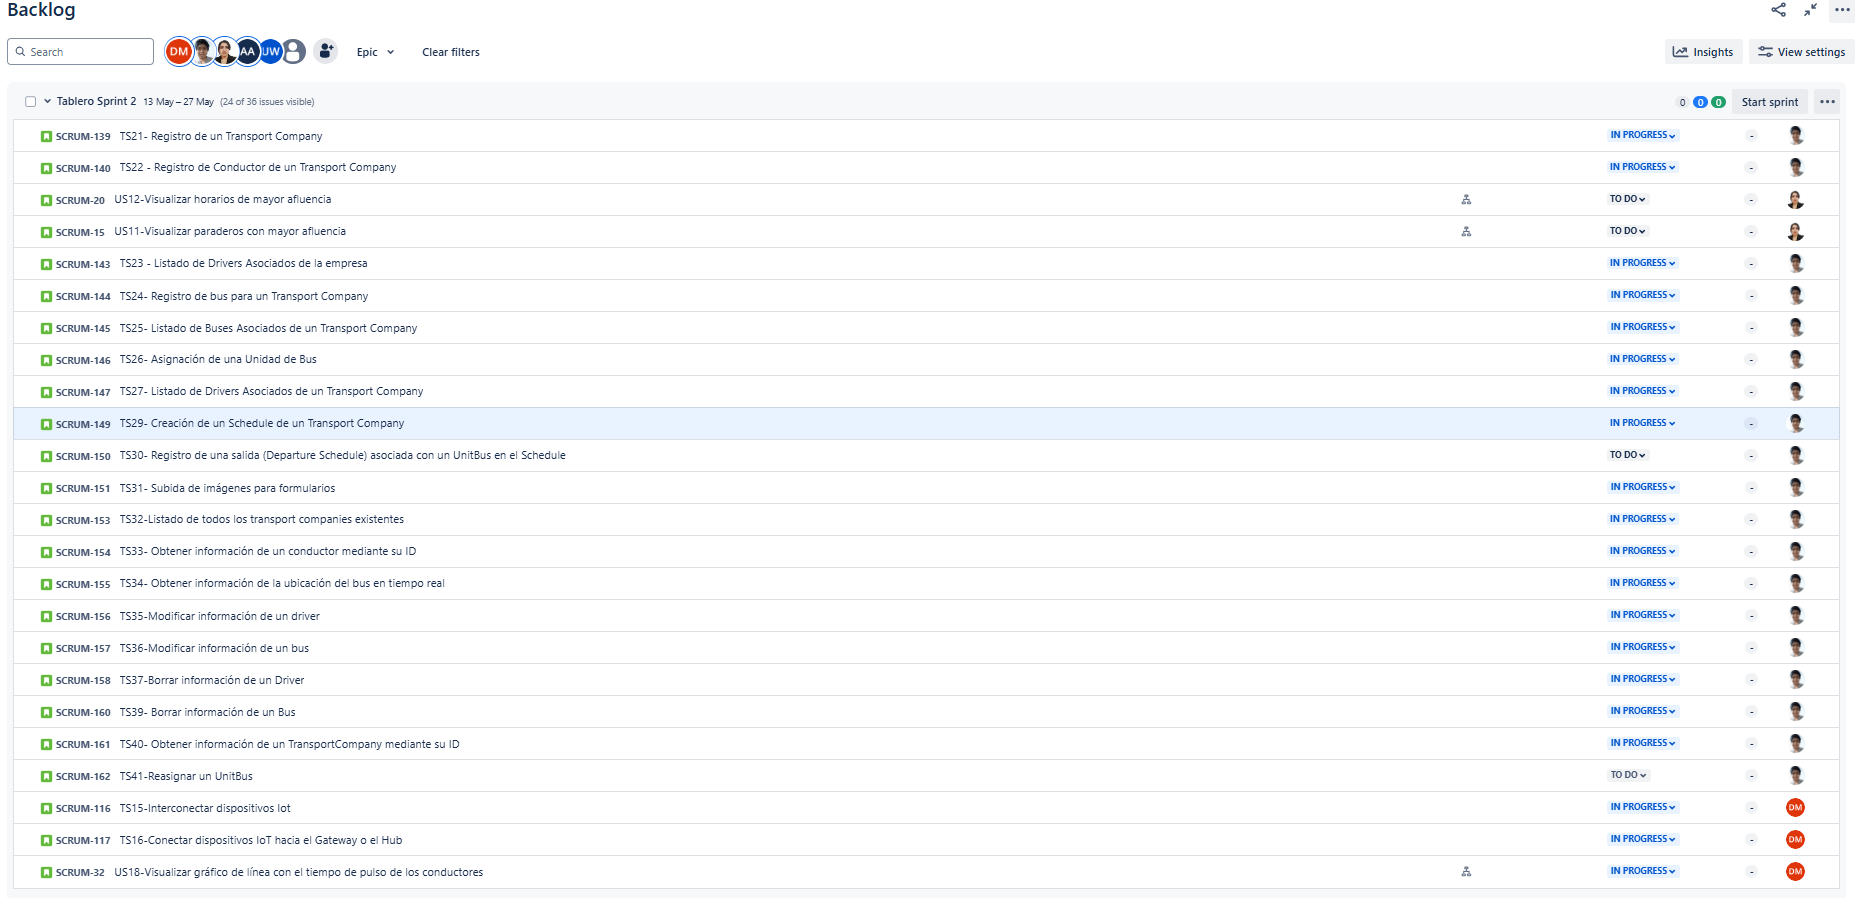 Backlog
Search
DM AA UW
Epic
Clear filters
Insights
View settings
Tablero Sprint 2 13 May – 27 May (24 of 36 issues visible) 0 0 0 Start sprint
SCRUM-139 TS21- Registro de un Transport Company IN PROGRESS -
SCRUM-140 TS22 - Registro de Conductor de un Transport Company IN PROGRESS -
SCRUM-20 US12-Visualizar horarios de mayor afluencia TO DO -
SCRUM-15 US11-Visualizar paraderos con mayor afluencia TO DO -
SCRUM-143 TS23 - Listado de Drivers Asociados de la empresa IN PROGRESS -
SCRUM-144 TS24- Registro de bus para un Transport Company IN PROGRESS -
SCRUM-145 TS25- Listado de Buses Asociados de un Transport Company IN PROGRESS -
SCRUM-146 TS26- Asignación de una Unidad de Bus IN PROGRESS -
SCRUM-147 TS27- Listado de Drivers Asociados de un Transport Company IN PROGRESS -
SCRUM-149 TS29- Creación de un Schedule de un Transport Company IN PROGRESS -
SCRUM-150 TS30- Registro de una salida (Departure Schedule) asociada con un UnitBus en el Schedule TO DO -
SCRUM-151 TS31- Subida de imágenes para formularios IN PROGRESS -
SCRUM-153 TS32-Listado de todos los transport companies existentes IN PROGRESS -
SCRUM-154 TS33- Obtener información de un conductor mediante su ID IN PROGRESS -
SCRUM-155 TS34- Obtener información de la ubicación del bus en tiempo real IN PROGRESS -
SCRUM-156 TS35-Modificar información de un driver IN PROGRESS -
SCRUM-157 TS36-Modificar información de un bus IN PROGRESS -
SCRUM-158 TS37-Borrar información de un Driver IN PROGRESS -
SCRUM-160 TS39- Borrar información de un Bus IN PROGRESS -
SCRUM-161 TS40- Obtener información de un TransportCompany mediante su ID IN PROGRESS -
SCRUM-162 TS41-Reasignar un UnitBus TO DO -
SCRUM-116 TS15-Interconectar dispositivos Iot IN PROGRESS - DM
SCRUM-117 TS16-Conectar dispositivos IoT hacia el Gateway o el Hub IN PROGRESS - DM
SCRUM-32 US18-Visualizar gráfico de línea con el tiempo de pulso de los conductores IN PROGRESS - DM